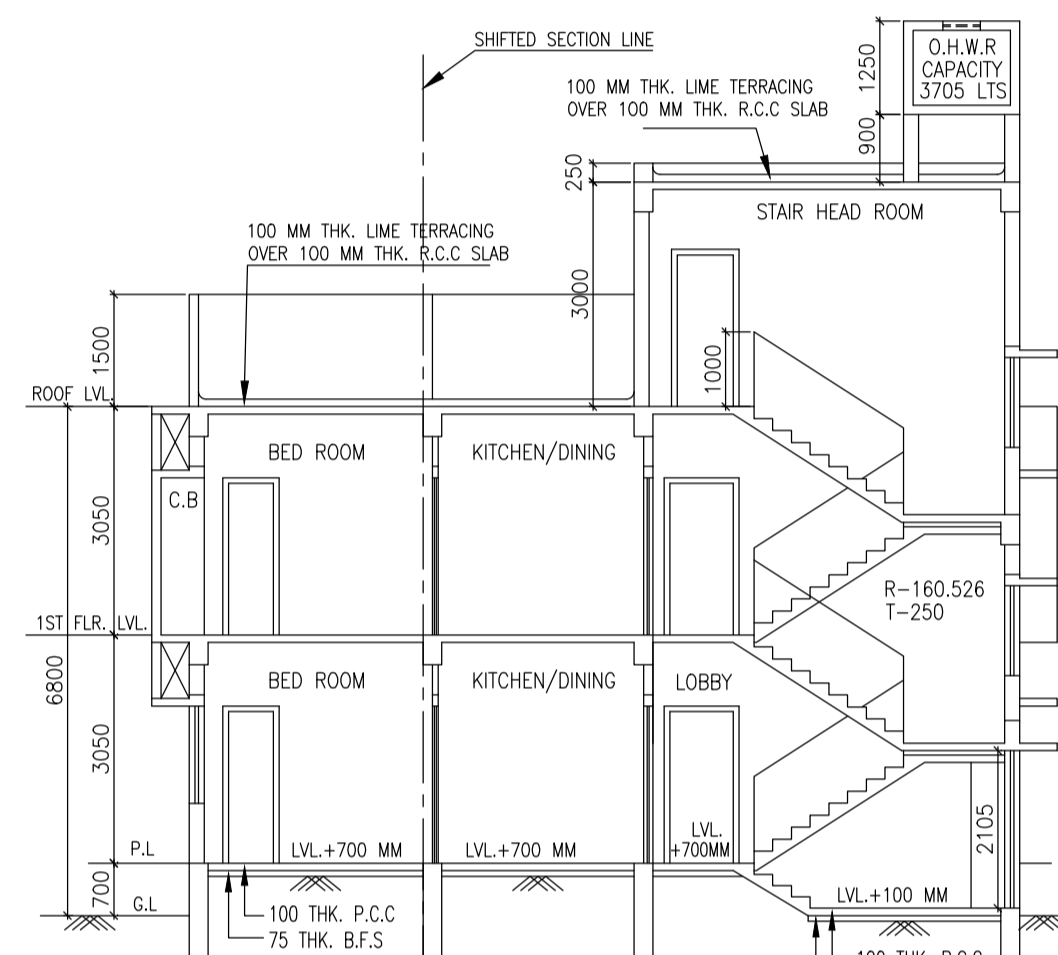 SHIFTED SECTION LINE
O.H.W.R
CAPACITY
3705 LTS
1250
100 MM THK. LIME TERRACING
OVER 100 MM THK. R.C.C SLAB
900
250
STAIR HEAD ROOM
100 MM THK. LIME TERRACING
OVER 100 MM THK. R.C.C SLAB
3000
1500
1000
ROOF LVL.
BED ROOM
KITCHEN/DINING
C.B
3050
R-160.526
T-250
1ST FLR. LVL.
6800
BED ROOM
KITCHEN/DINING
LOBBY
3050
2105
P.L
LVL.+700 MM
LVL.+700 MM
LVL.
+700MM
700
G.L
LVL.+100 MM
100 THK. P.C.C
75 THK. B.F.S
100 THK. P.C.C